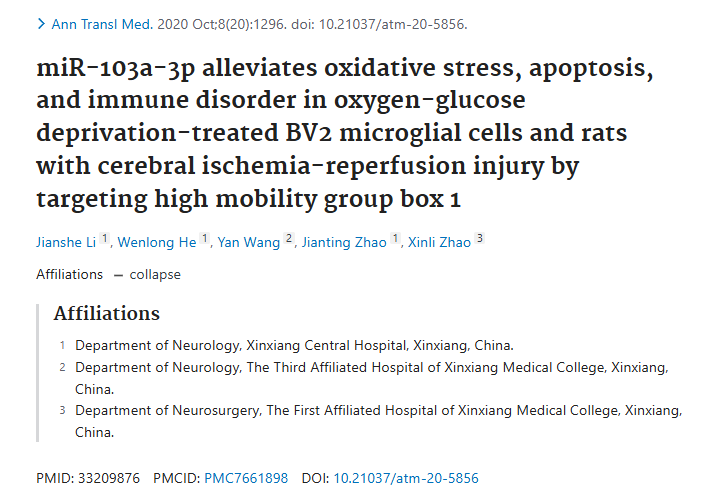 Ann Transl Med. 2020 Oct;8(20):1296. doi: 10.21037/atm-20-5856.
miR-103a-3p alleviates oxidative stress, apoptosis,
and immune disorder in oxygen-glucose
deprivation-treated BV2 microglial cells and rats
with cerebral ischemia-reperfusion injury by
targeting high mobility group box 1
Jianshe Li 1, Wenlong He 1, Yan Wang 2, Jianting Zhao 1, Xinli Zhao 3
Affiliations – collapse
Affiliations
1 Department of Neurology, Xinxiang Central Hospital, Xinxiang, China.
2 Department of Neurology, The Third Affiliated Hospital of Xinxiang Medical College, Xinxiang,
China.
3 Department of Neurosurgery, The First Affiliated Hospital of Xinxiang Medical College, Xinxiang,
China.
PMID: 33209876 PMCID: PMC7661898 DOI: 10.21037/atm-20-5856